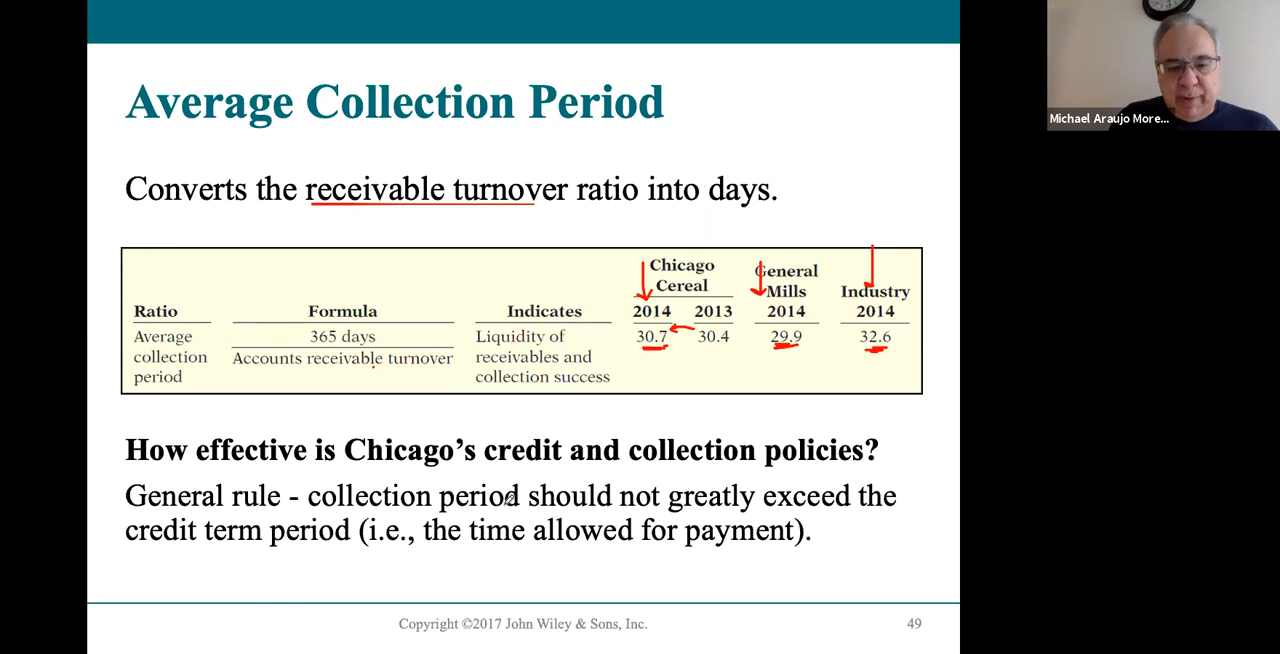 Average Collection Period
Converts the receivable turnover ratio into days.
Chicago
Cereal
General
Mills
Industry
Ratio Formula Indicates 2014 2013 2014 2014
Average 365 days Liquidity of 30.7 30.4 29.9 32.6
collection Accounts receivable turnover receivables and
period collection success
How effective is Chicago’s credit and collection policies?
General rule - collection period should not greatly exceed the
credit term period (i.e., the time allowed for payment).
Copyright ©2017 John Wiley & Sons, Inc. 49
Michael Araujo More...